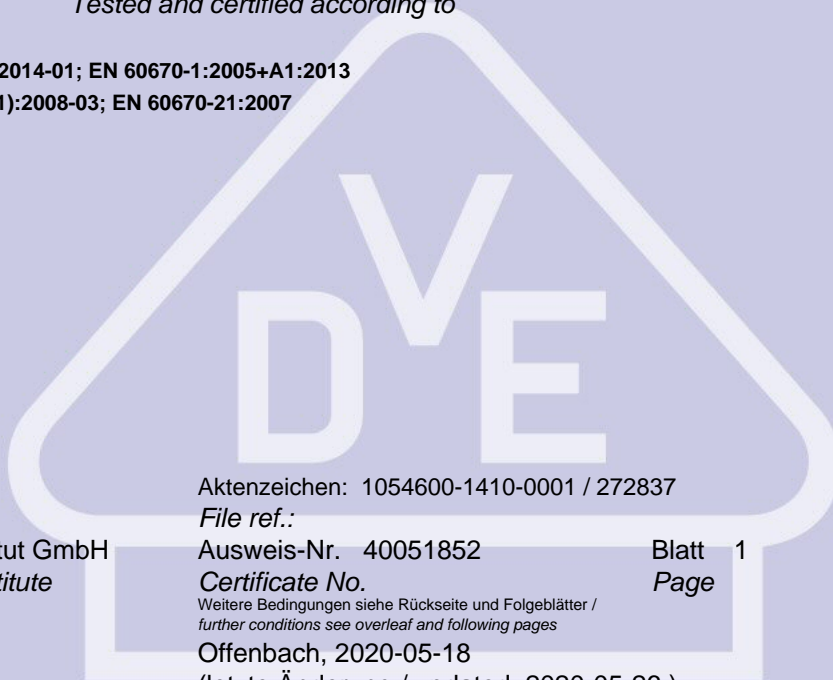 Tested and certified according to
2014-01; EN 60670-1:2005+A1:2013
1):2008-03; EN 60670-21:2007
VDE
Aktenzeichen: 1054600-1410-0001 / 272837
File ref.:
tut GmbH Ausweis-Nr. 40051852 Blatt 1
titute Certificate No. Page
Weitere Bedingungen siehe Rückseite und Folgeblätter /
further conditions see overleaf and following pages
Offenbach, 2020-05-18